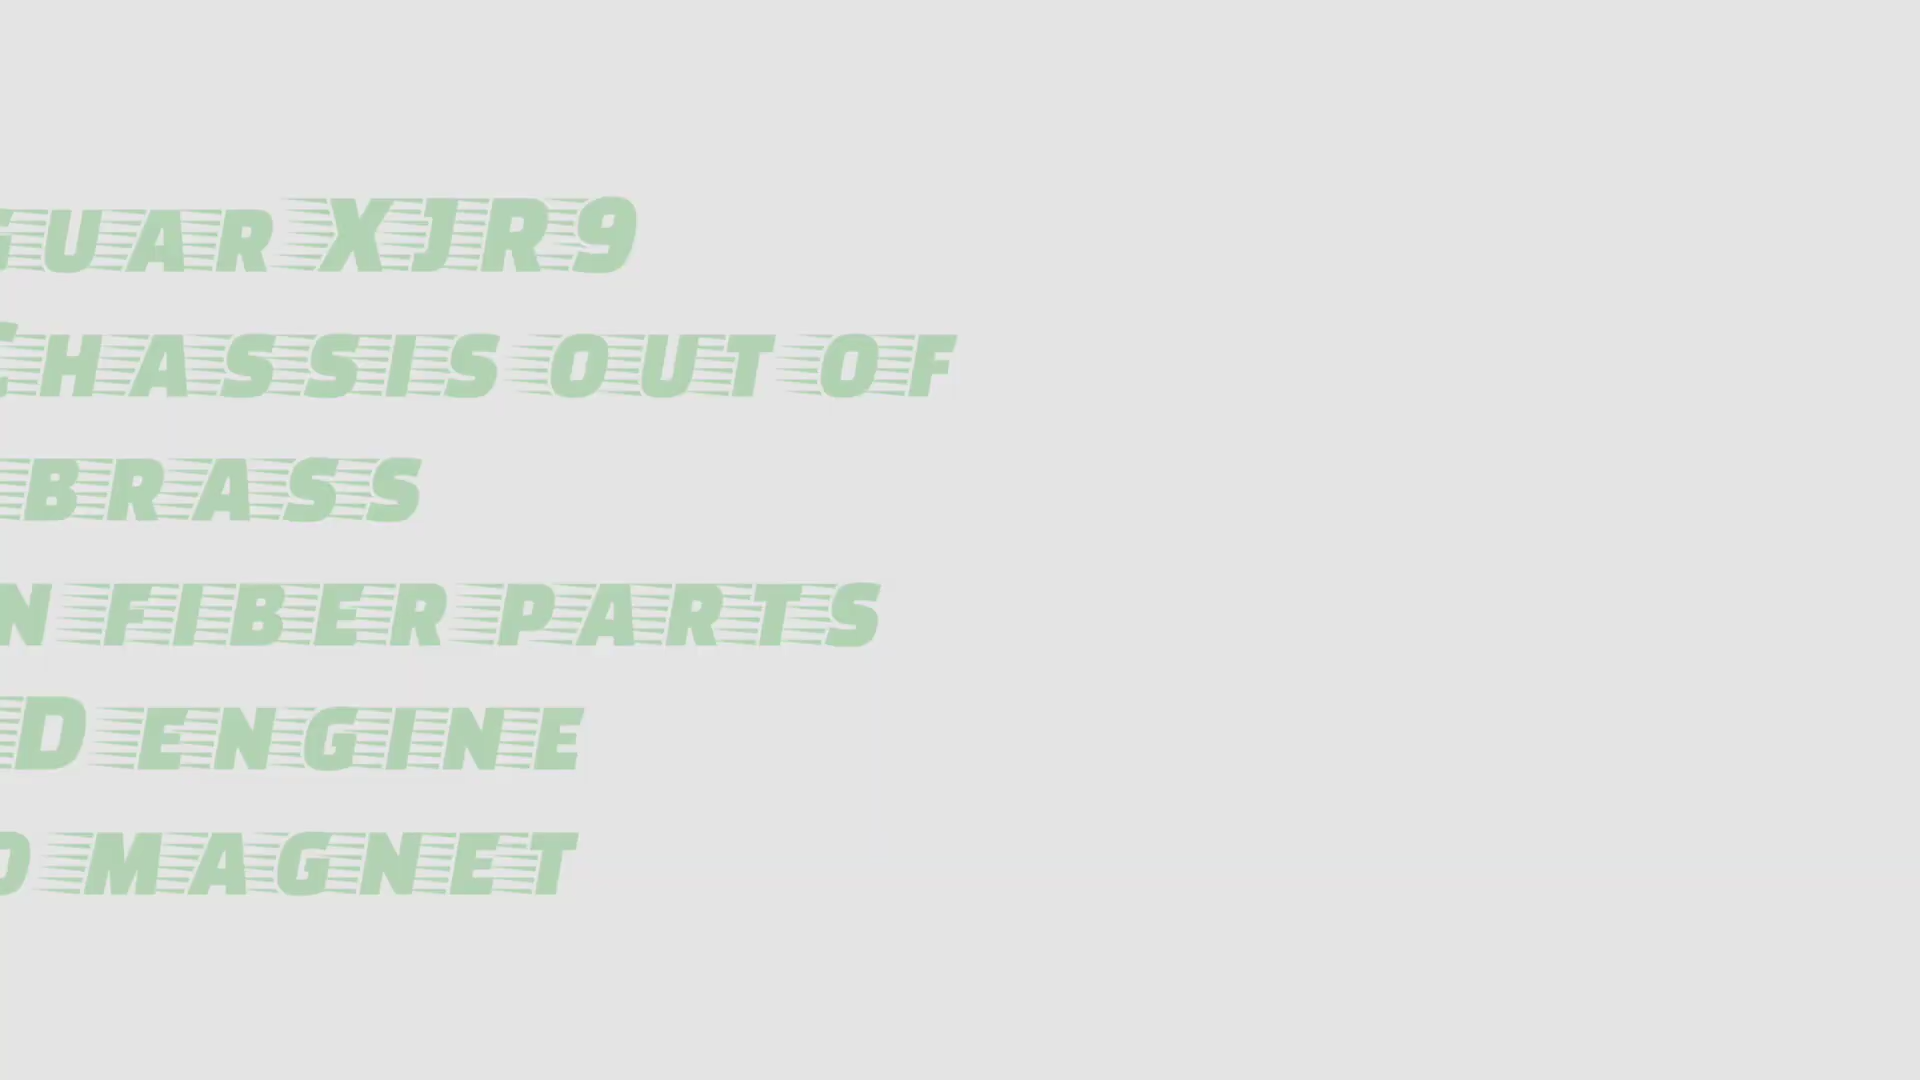 guar XJR9
Chassis out of
brass
n fiber parts
D engine
d magnet